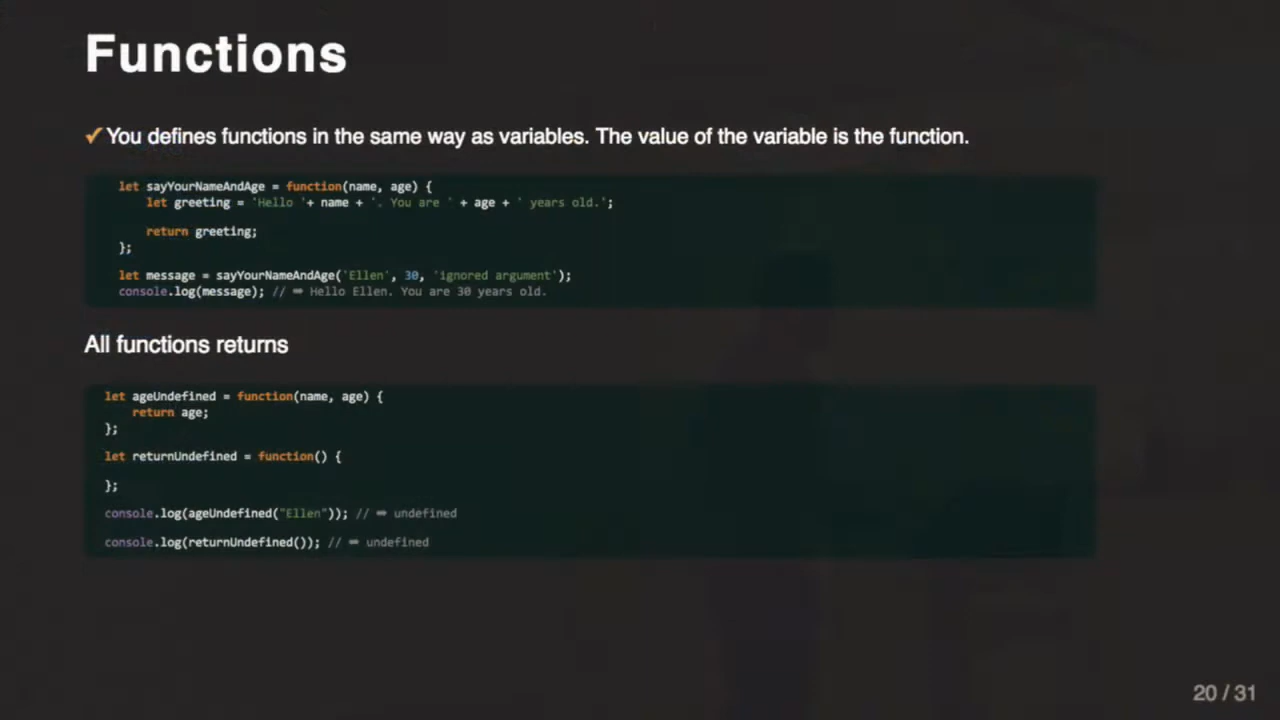 Functions
✓ You defines functions in the same way as variables. The value of the variable is the function.
let sayYourNameAndAge = function(name, age) {
    let greeting = 'Hello '+ name + '. You are ' + age + ' years old.';
    return greeting;
};
let message = sayYourNameAndAge('Ellen', 30, 'ignored argument');
console.log(message); // ➡ Hello Ellen. You are 30 years old.
All functions returns
let ageUndefined = function(name, age) {
    return age;
};
let returnUndefined = function() {
};
console.log(ageUndefined("Ellen")); // ➡ undefined
console.log(returnUndefined()); // ➡ undefined
20 / 31